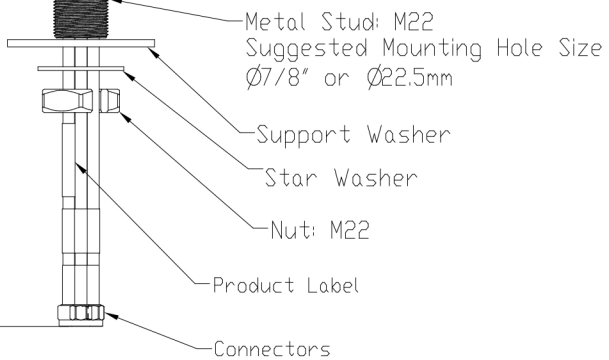 Metal Stud: M22
Suggested Mounting Hole Size
Ø7/8" or Ø22.5mm
Support Washer
Star Washer
Nut: M22
Product Label
Connectors